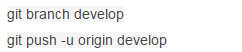 git branch develop
git push -u origin develop